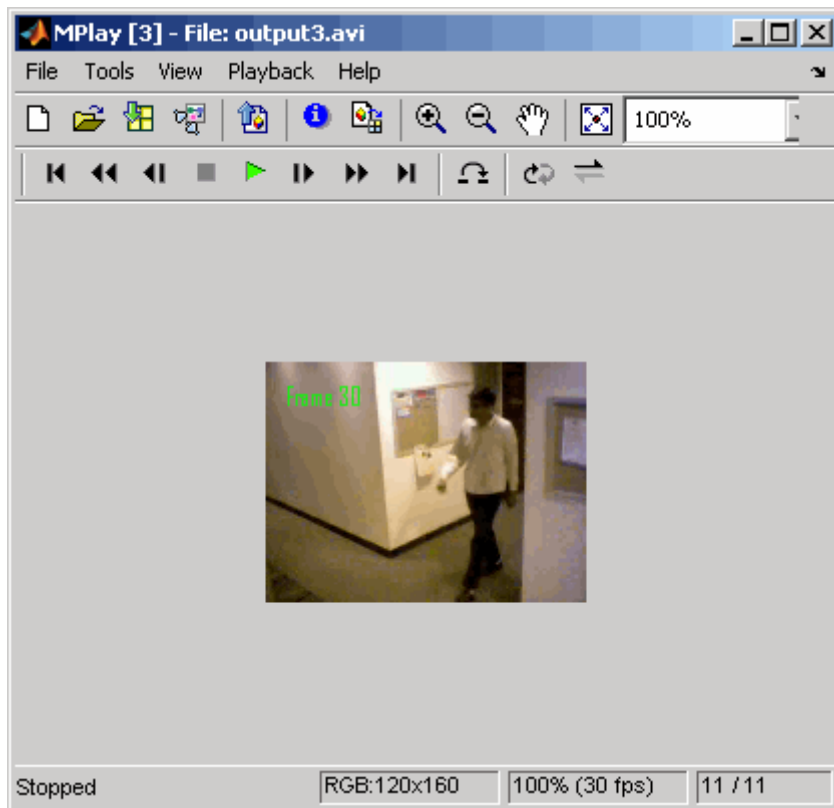 MPlay [3] - File: output3.avi
File Tools View Playback Help
100%
Frame 30
Stopped RGB:120x160 100% (30 fps) 11 / 11